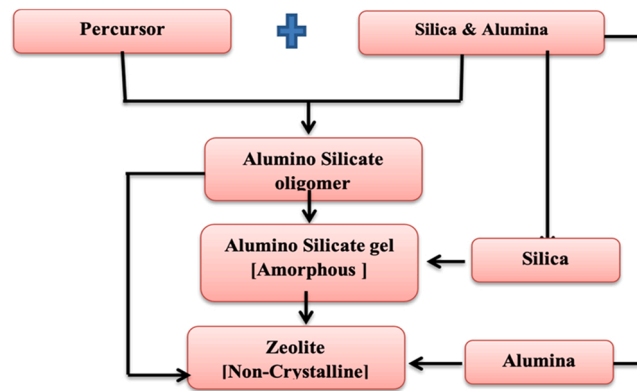 Percursor
Silica & Alumina
Alumino Silicate
oligomer
Alumino Silicate gel
[Amorphous ]
Silica
Zeolite
[Non-Crystalline]
Alumina